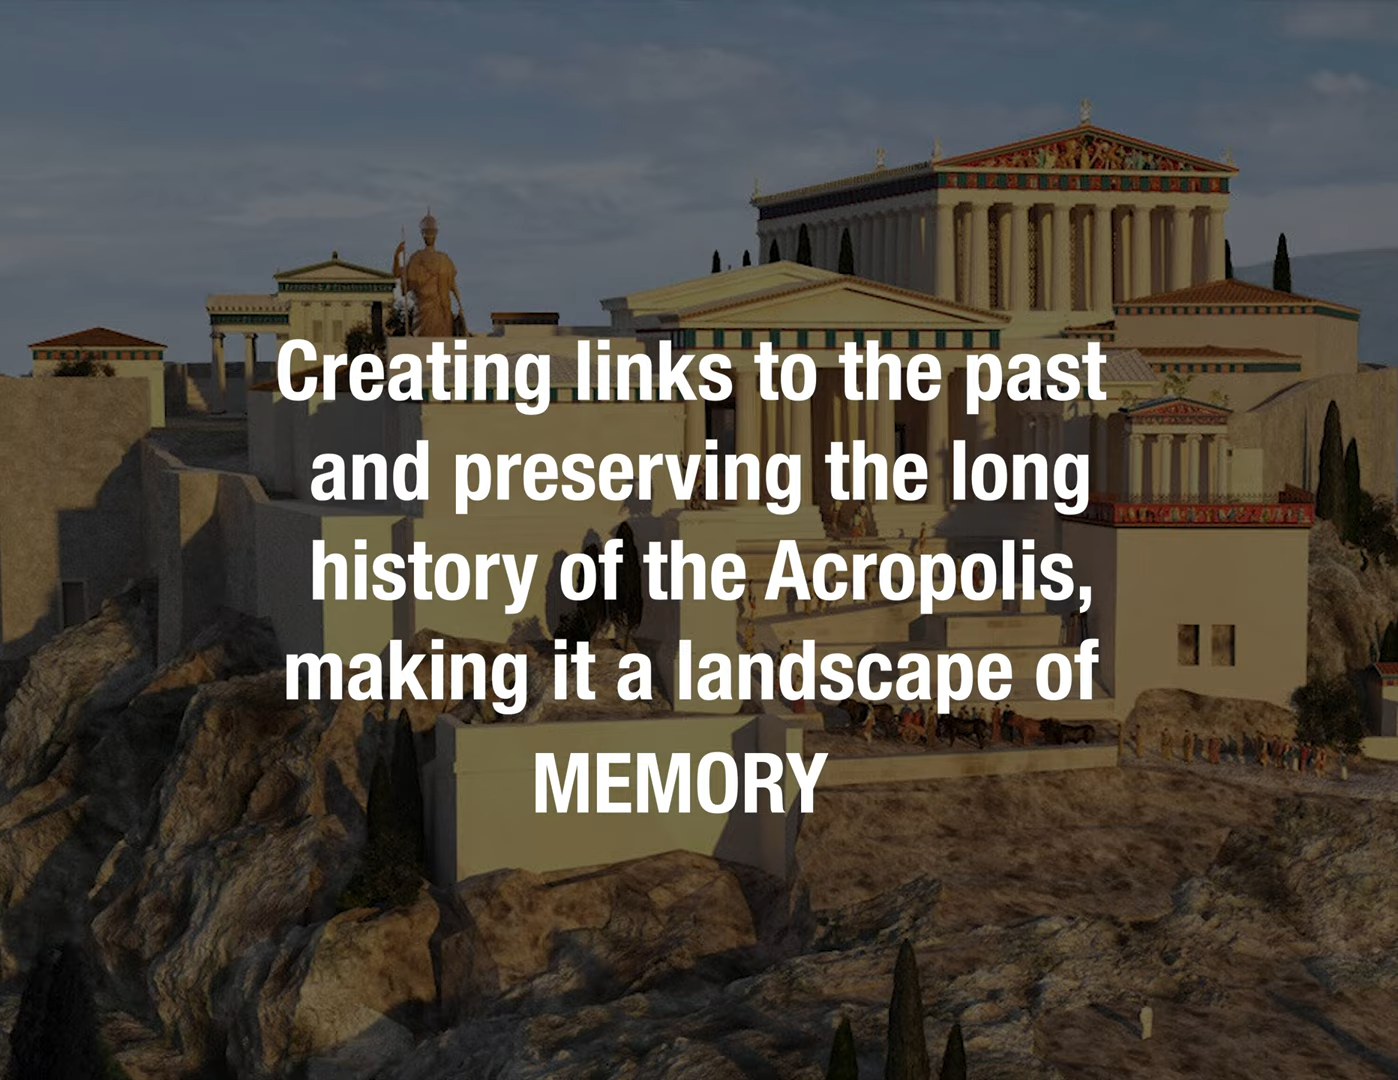 Creating links to the past
and preserving the long
history of the Acropolis,
making it a landscape of
MEMORY